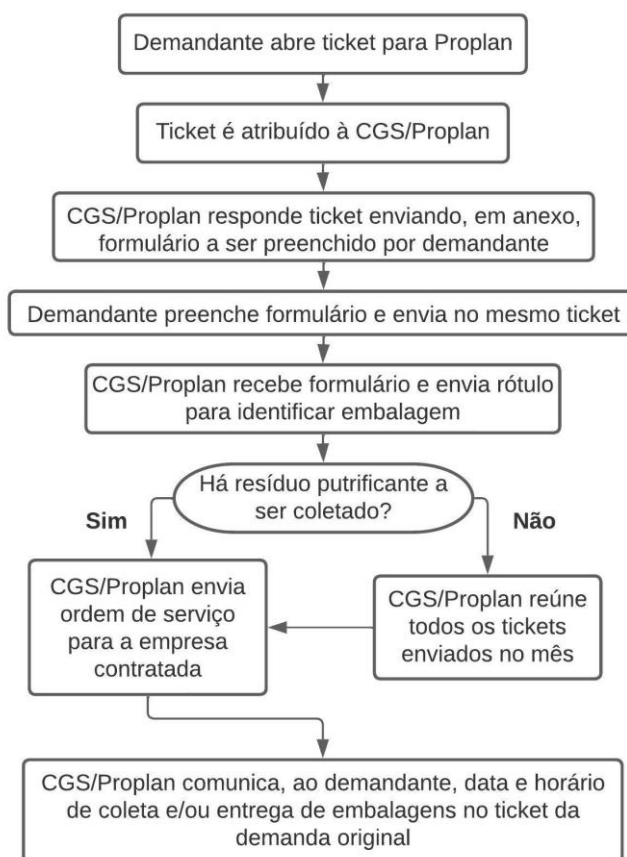 Demandante abre ticket para Proplan
Ticket é atribuído à CGS/Proplan
CGS/Proplan responde ticket enviando, em anexo,
formulário a ser preenchido por demandante
Demandante preenche formulário e envia no mesmo ticket
CGS/Proplan recebe formulário e envia rótulo
para identificar embalagem
Há resíduo putrificante a
ser coletado?
Sim
Não
CGS/Proplan envia
ordem de serviço
para a empresa
contratada
CGS/Proplan reúne
todos os tickets
enviados no mês
CGS/Proplan comunica, ao demandante, data e horário
de coleta e/ou entrega de embalagens no ticket da
demanda original